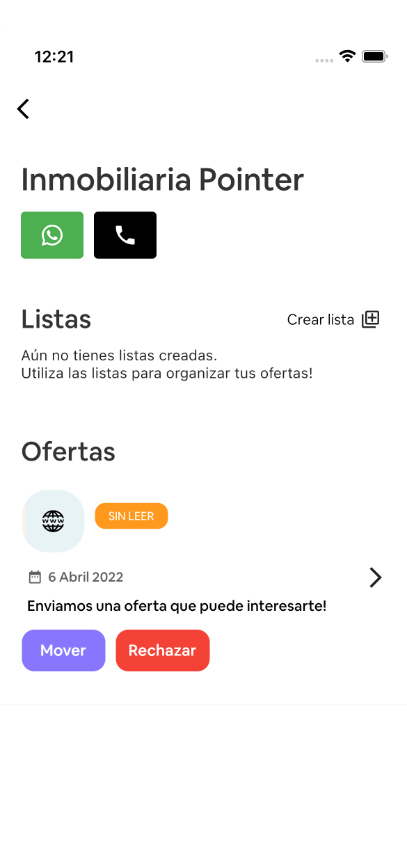 12:21
Inmobiliaria Pointer
Listas
Crear lista
Aún no tienes listas creadas.
Utiliza las listas para organizar tus ofertas!
Ofertas
WWW
SIN LEER
6 Abril 2022
Enviamos una oferta que puede interesarte!
Mover
Rechazar